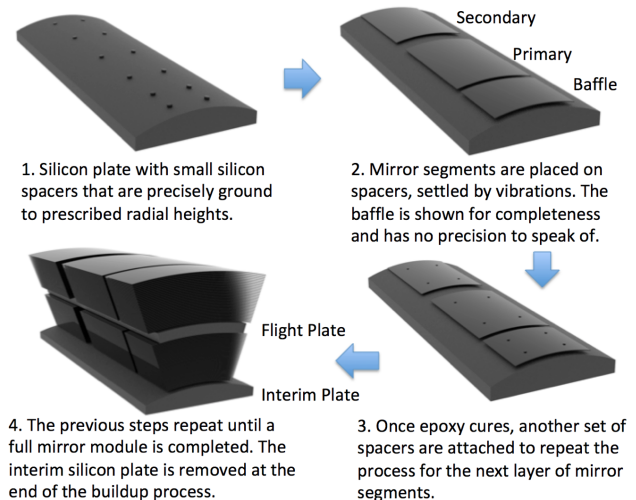 Secondary
Primary
Baffle
1. Silicon plate with small silicon
spacers that are precisely ground
to prescribed radial heights.
2. Mirror segments are placed on
spacers, settled by vibrations. The
baffle is shown for completeness
and has no precision to speak of.
Flight Plate
Interim Plate
3. Once epoxy cures, another set of
spacers are attached to repeat the
process for the next layer of mirror
segments.
4. The previous steps repeat until a
full mirror module is completed. The
interim silicon plate is removed at the
end of the buildup process.